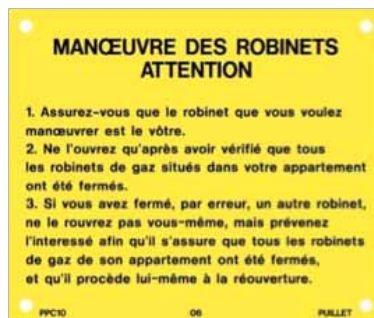 MANŒUVRE DES ROBINETS
ATTENTION
1. Assurez-vous que le robinet que vous voulez
manœuvrer est le vôtre.
2. Ne l'ouvrez qu'après avoir vérifié que tous
les robinets de gaz situés dans votre appartement
ont été fermés.
3. Si vous avez fermé, par erreur, un autre robinet,
ne le rouvrez pas vous-même, mais prévenez
l'interessé afin qu'il s'assure que tous les robinets
de gaz de son appartement ont été fermés,
et qu'il procède lui-même à la réouverture.
PPC10 06 PUILLET